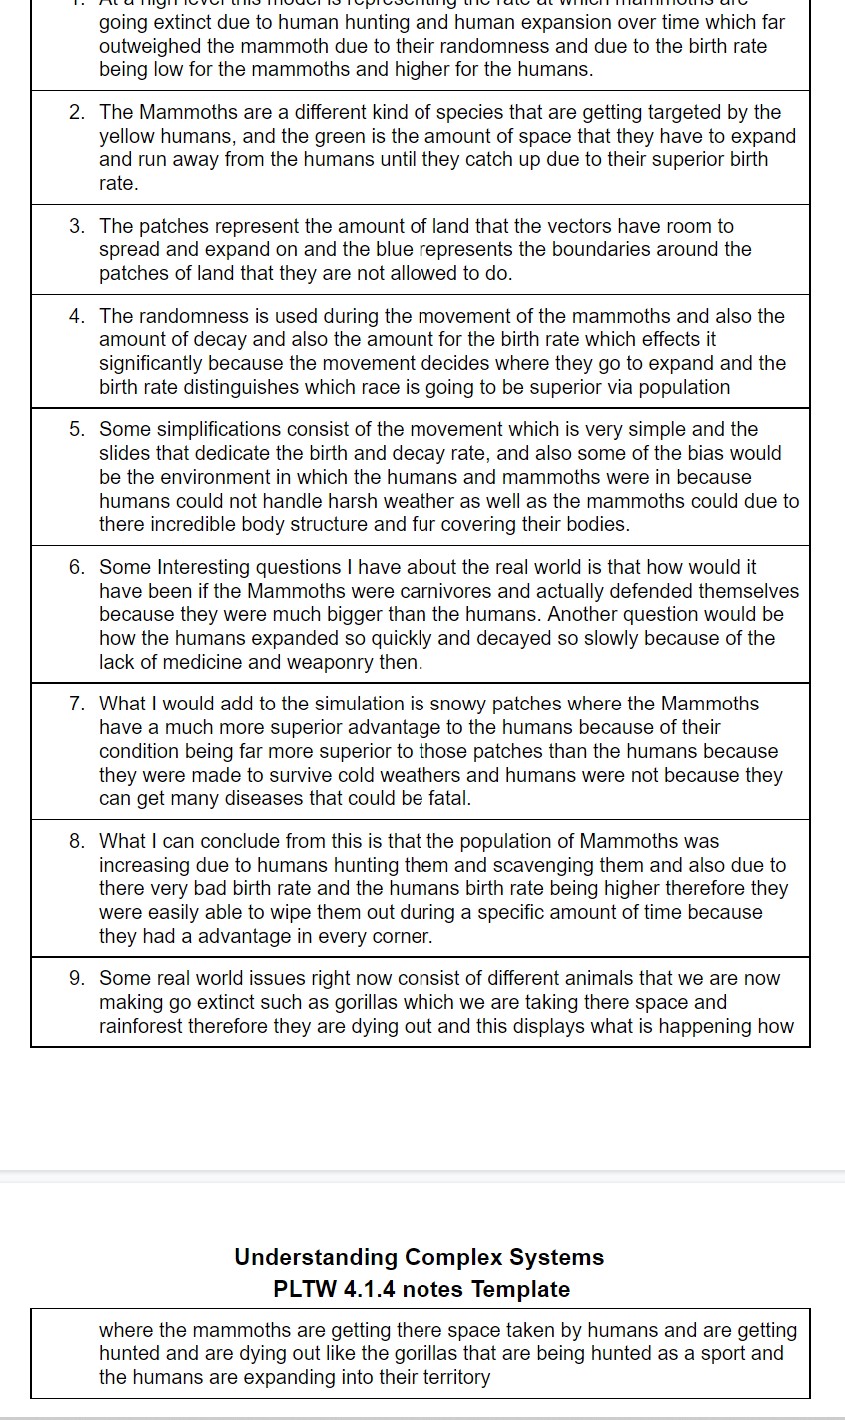 1. At a high level this model is representing the rate at which mammoths are
going extinct due to human hunting and human expansion over time which far
outweighed the mammoth due to their randomness and due to the birth rate
being low for the mammoths and higher for the humans.
2. The Mammoths are a different kind of species that are getting targeted by the
yellow humans, and the green is the amount of space that they have to expand
and run away from the humans until they catch up due to their superior birth
rate.
3. The patches represent the amount of land that the vectors have room to
spread and expand on and the blue represents the boundaries around the
patches of land that they are not allowed to do.
4. The randomness is used during the movement of the mammoths and also the
amount of decay and also the amount for the birth rate which effects it
significantly because the movement decides where they go to expand and the
birth rate distinguishes which race is going to be superior via population
5. Some simplifications consist of the movement which is very simple and the
slides that dedicate the birth and decay rate, and also some of the bias would
be the environment in which the humans and mammoths were in because
humans could not handle harsh weather as well as the mammoths could due to
there incredible body structure and fur covering their bodies.
6. Some Interesting questions I have about the real world is that how would it
have been if the Mammoths were carnivores and actually defended themselves
because they were much bigger than the humans. Another question would be
how the humans expanded so quickly and decayed so slowly because of the
lack of medicine and weaponry then.
7. What I would add to the simulation is snowy patches where the Mammoths
have a much more superior advantage to the humans because of their
condition being far more superior to those patches than the humans because
they were made to survive cold weathers and humans were not because they
can get many diseases that could be fatal.
8. What I can conclude from this is that the population of Mammoths was
increasing due to humans hunting them and scavenging them and also due to
there very bad birth rate and the humans birth rate being higher therefore they
were easily able to wipe them out during a specific amount of time because
they had a advantage in every corner.
9. Some real world issues right now consist of different animals that we are now
making go extinct such as gorillas which we are taking there space and
rainforest therefore they are dying out and this displays what is happening how
Understanding Complex Systems
PLTW 4.1.4 notes Template
where the mammoths are getting there space taken by humans and are getting
hunted and are dying out like the gorillas that are being hunted as a sport and
the humans are expanding into their territory